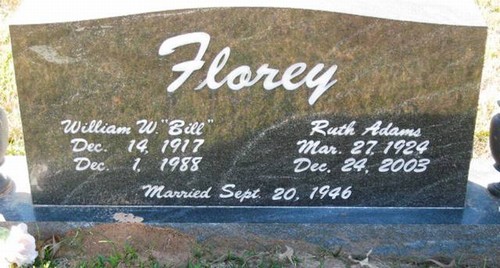 Florey
William W. "Bill"
Dec. 14, 1917
Dec. 1, 1988
Ruth Adams
Mar. 27, 1924
Dec. 24, 2003
Married Sept. 20, 1946